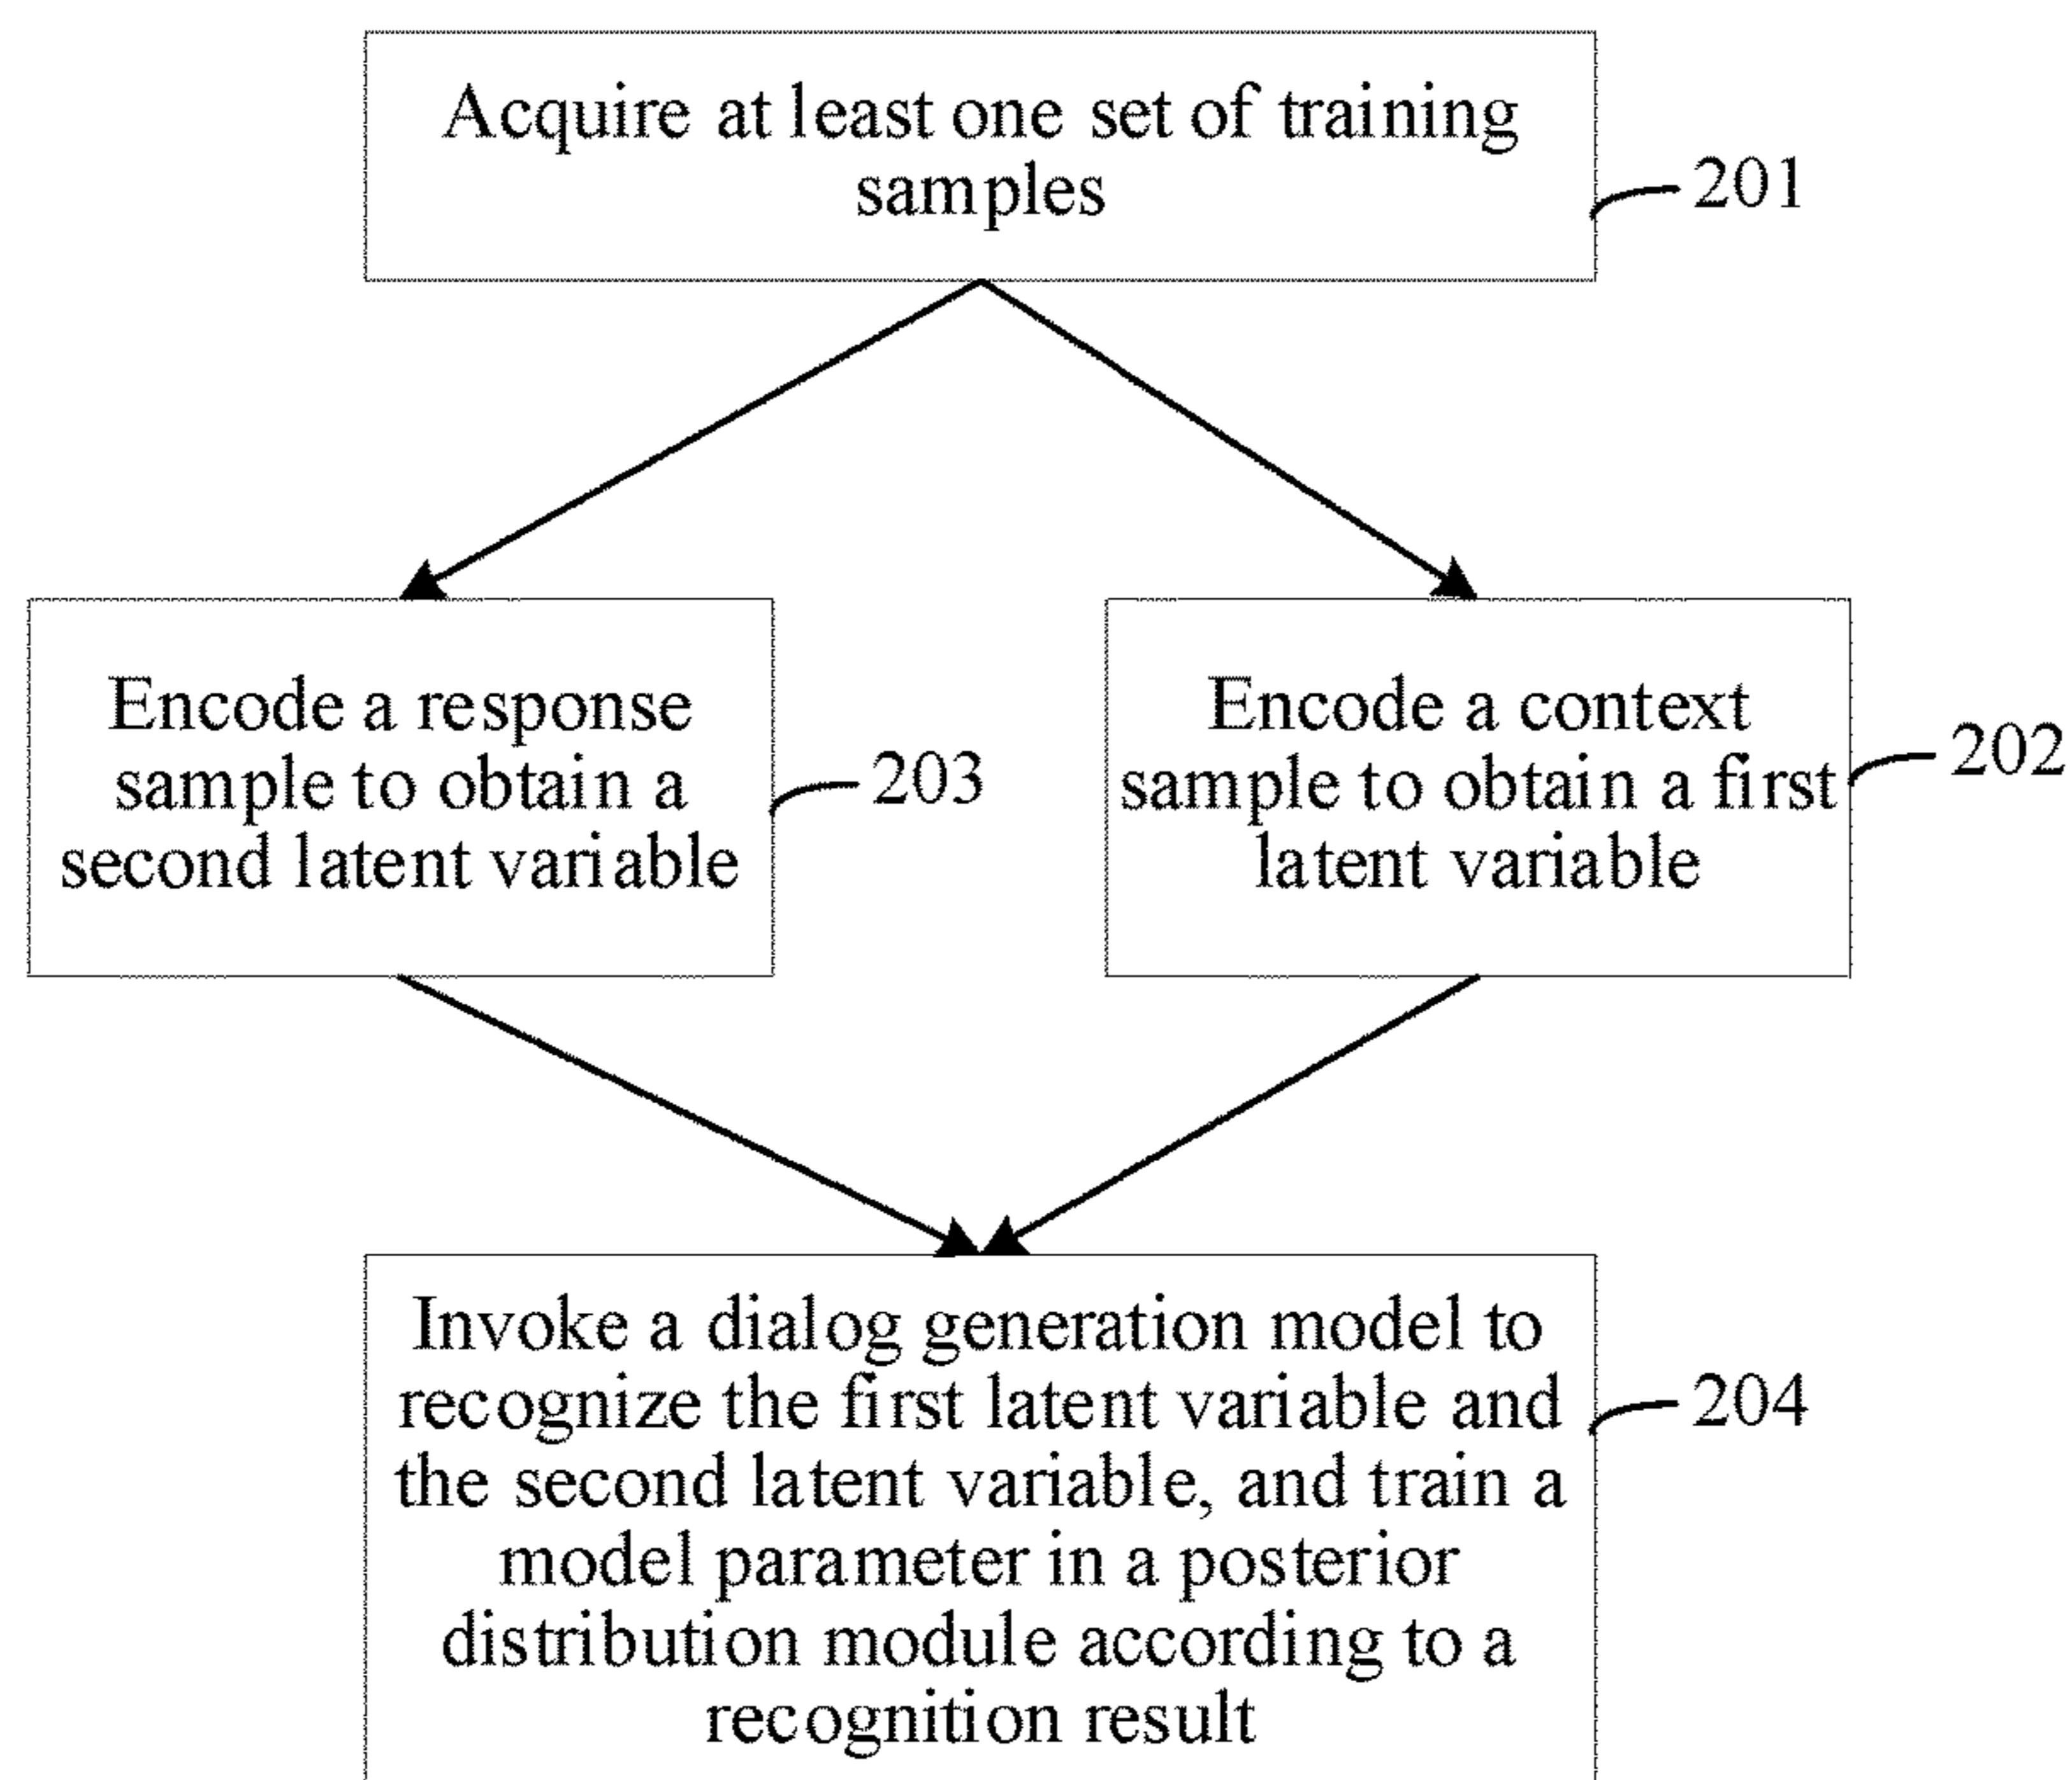 Acquire at least one set of training
samples
201
Encode a response
sample to obtain a
second latent variable
203
Encode a context
sample to obtain a first
latent variable
202
Invoke a dialog generation model to
recognize the first latent variable and
the second latent variable, and train a
model parameter in a posterior
distribution module according to a
recognition result
204